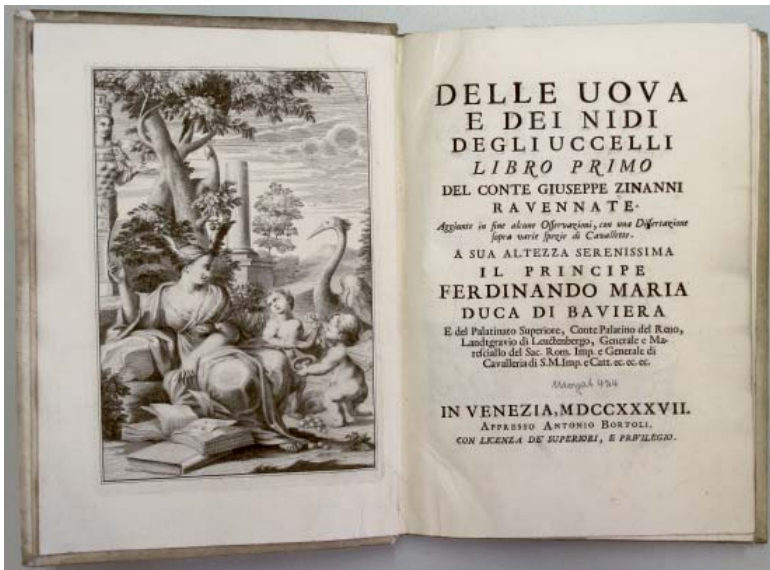 DELLE UOVA
E DEI NIDI
DEGLI UCCELLI
LIBRO PRIMO
DEL CONTE GIUSEPPE ZINANNI
RAVENNATE.
Aggiunte in fine alcune Osservazioni, con una Dissertazione
sopra varie spezie di Cavallette.
A SUA ALTEZZA SERENISSIMA
IL PRINCIPE
FERDINANDO MARIA
DUCA DI BAVIERA
E del Palatinato Superiore, Conte Palatino del Reno,
Landtgravio di Leuctenbergo, Generale e Ma-
resciallo del Sac. Rom. Imp. e Generale di
Cavalleria di S.M.Imp. e Catt. ec. ec. ec.
IN VENEZIA, MDCCXXXVII.
APPRESSO ANTONIO BORTOLI.
CON LICENZA DE' SUPERIORI, E PRIVILEGIO.